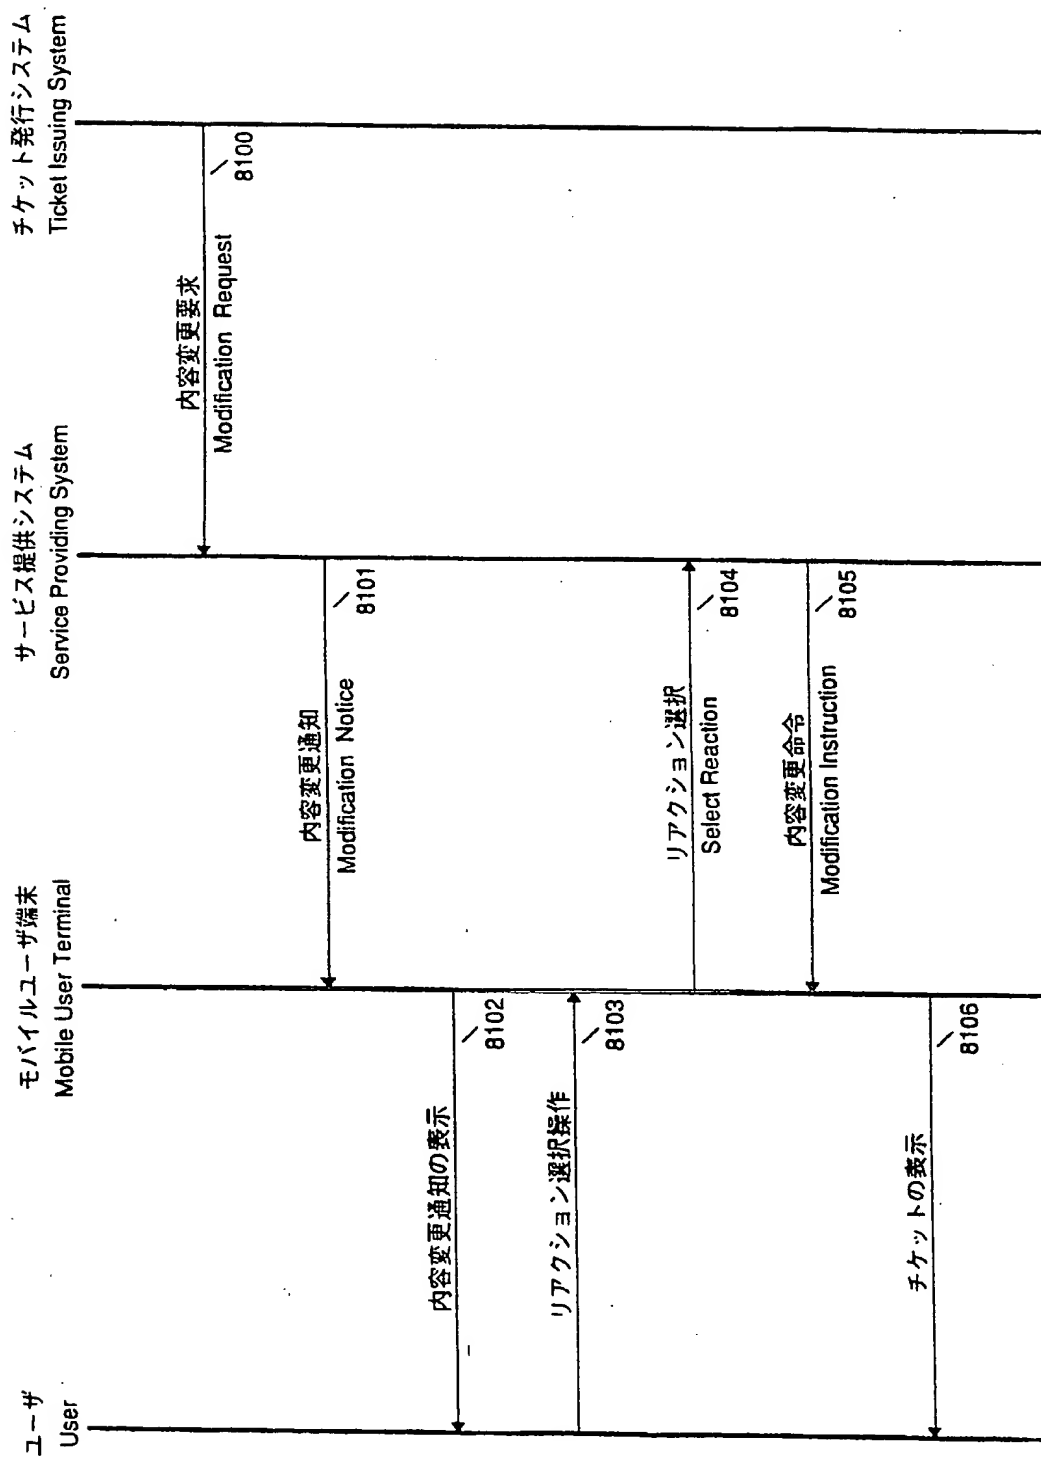 ユーザ
User
モバイルユーザ端末
Mobile User Terminal
サービス提供システム
Service Providing System
チケット発行システム
Ticket Issuing System
内容変更要求
Modification Request
8100
内容変更通知
Modification Notice
8101
内容変更通知の表示
8102
リアクション選択操作
8103
リアクション選択
Select Reaction
8104
内容変更命令
Modification Instruction
8105
チケットの表示
8106